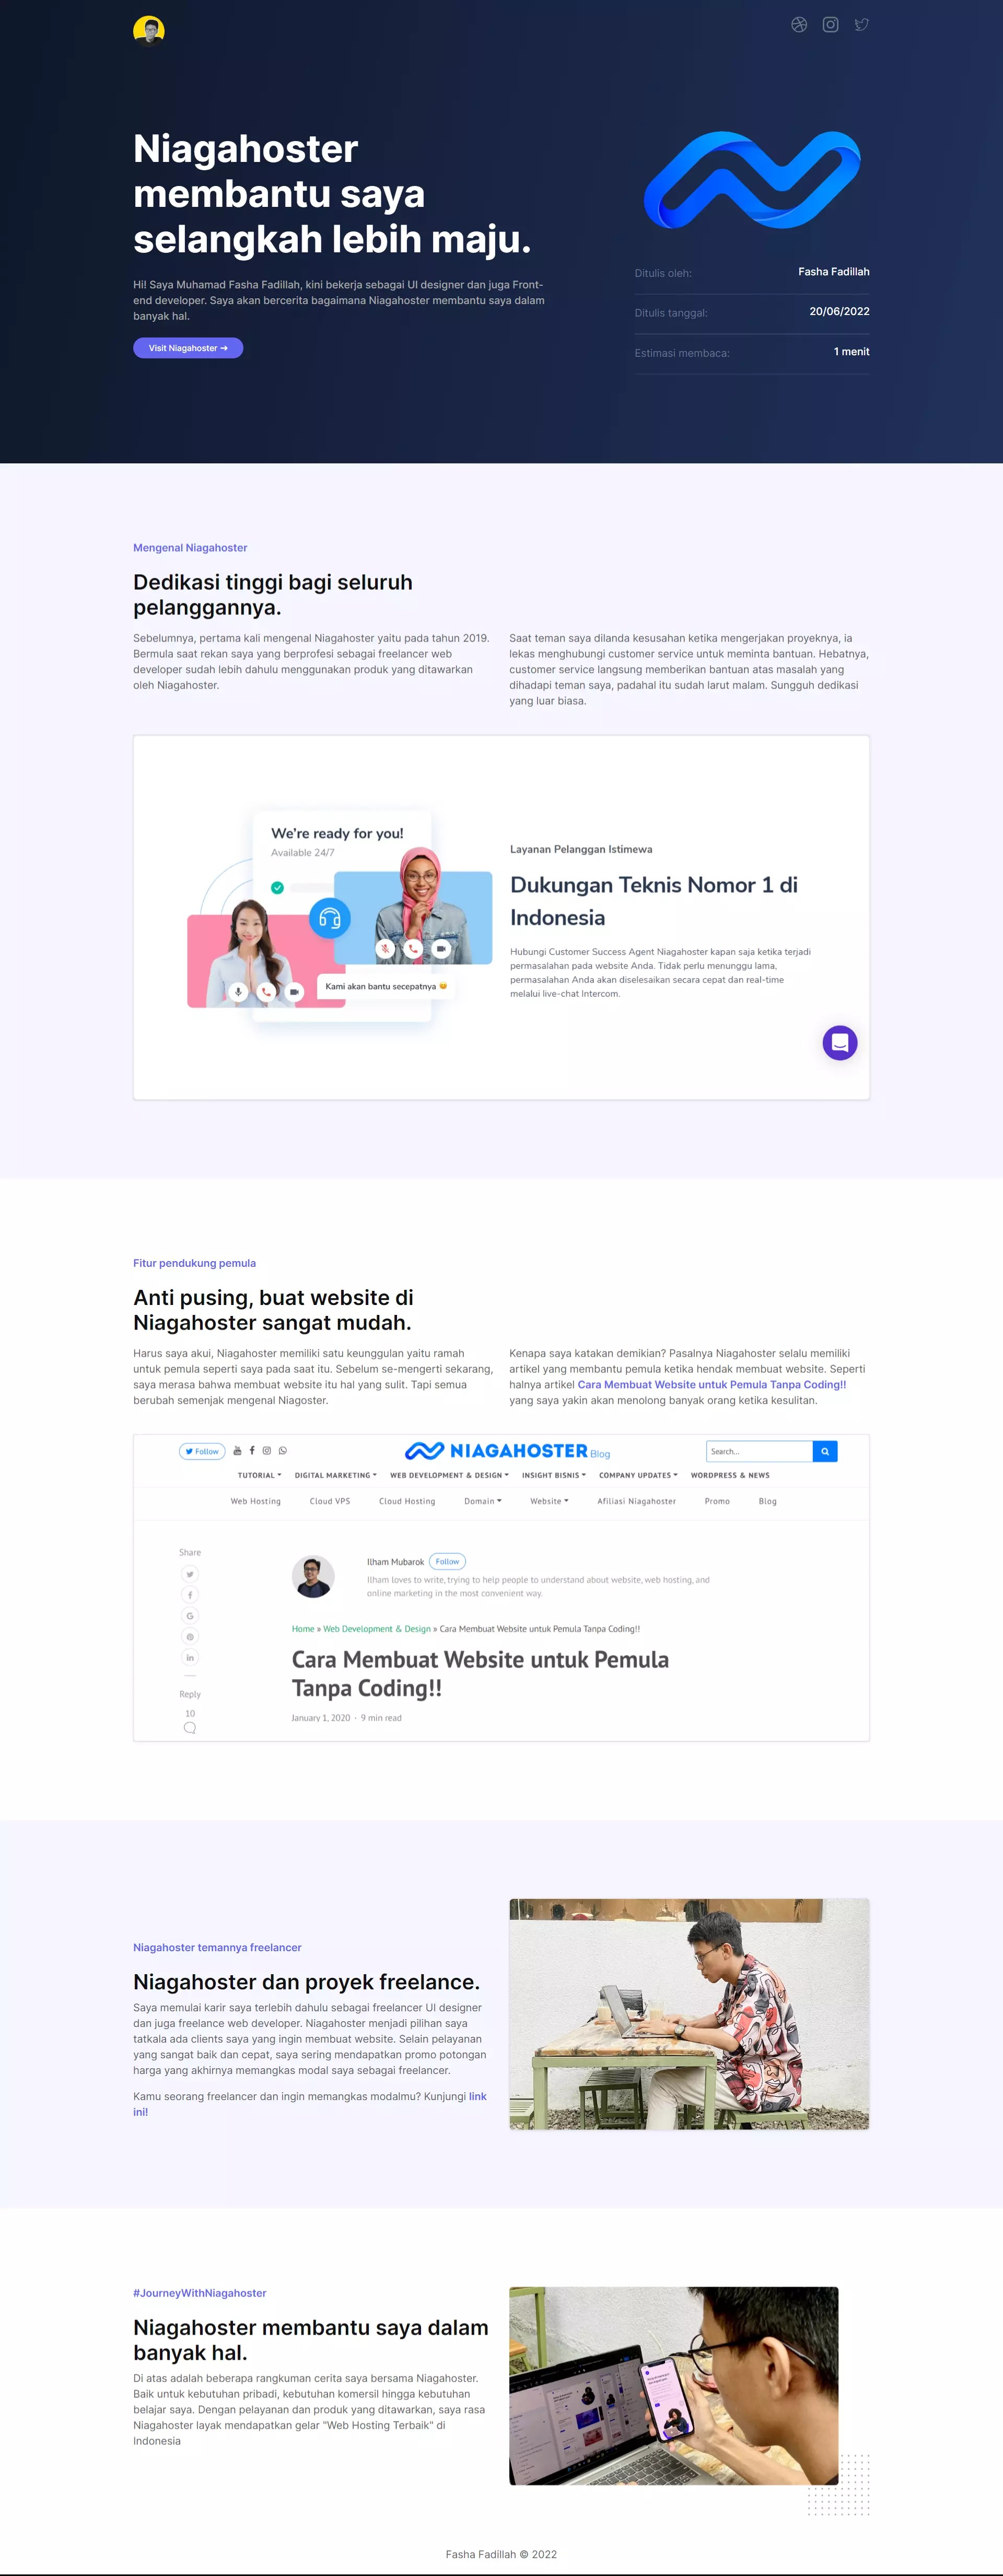 Niagahoster
membantu saya
selangkah lebih maju.
Hi! Saya Muhamad Fasha Fadillah, kini bekerja sebagai UI designer dan juga Front-
end developer. Saya akan bercerita bagaimana Niagahoster membantu saya dalam
banyak hal.
Visit Niagahoster →
Ditulis oleh: Fasha Fadillah
Ditulis tanggal: 20/06/2022
Estimasi membaca: 1 menit
Mengenal Niagahoster
Dedikasi tinggi bagi seluruh
pelanggannya.
Sebelumnya, pertama kali mengenal Niagahoster yaitu pada tahun 2019.
Bermula saat rekan saya yang berprofesi sebagai freelancer web
developer sudah lebih dahulu menggunakan produk yang ditawarkan
oleh Niagahoster.
Saat teman saya dilanda kesusahan ketika mengerjakan proyeknya, ia
lekas menghubungi customer service untuk meminta bantuan. Hebatnya,
customer service langsung memberikan bantuan atas masalah yang
dihadapi teman saya, padahal itu sudah larut malam. Sungguh dedikasi
yang luar biasa.
We're ready for you!
Available 24/7
Kami akan bantu secepatnya 😊
Layanan Pelanggan Istimewa
Dukungan Teknis Nomor 1 di
Indonesia
Hubungi Customer Success Agent Niagahoster kapan saja ketika terjadi
permasalahan pada website Anda. Tidak perlu menunggu lama,
permasalahan Anda akan diselesaikan secara cepat dan real-time
melalui live-chat Intercom.
Fitur pendukung pemula
Anti pusing, buat website di
Niagahoster sangat mudah.
Harus saya akui, Niagahoster memiliki satu keunggulan yaitu ramah
untuk pemula seperti saya pada saat itu. Sebelum se-mengerti sekarang,
saya merasa bahwa membuat website itu hal yang sulit. Tapi semua
berubah semenjak mengenal Niagoster.
Kenapa saya katakan demikian? Pasalnya Niagahoster selalu memiliki
artikel yang membantu pemula ketika hendak membuat website. Seperti
halnya artikel Cara Membuat Website untuk Pemula Tanpa Coding!!
yang saya yakin akan menolong banyak orang ketika kesulitan.
Follow
NIAGAHOSTER Blog
Search...
TUTORIAL DIGITAL MARKETING WEB DEVELOPMENT & DESIGN INSIGHT BISNIS COMPANY UPDATES WORDPRESS & NEWS
Web Hosting Cloud VPS Cloud Hosting Domain Website Afiliasi Niagahoster Promo Blog
Share
Reply
10
Ilham Mubarok Follow
Ilham loves to write, trying to help people to understand about website, web hosting, and
online marketing in the most convenient way.
Home » Web Development & Design » Cara Membuat Website untuk Pemula Tanpa Coding!!
Cara Membuat Website untuk Pemula
Tanpa Coding!!
January 1, 2020 - 9 min read
Niagahoster temannya freelancer
Niagahoster dan proyek freelance.
Saya memulai karir saya terlebih dahulu sebagai freelancer UI designer
dan juga freelance web developer. Niagahoster menjadi pilihan saya
tatkala ada clients saya yang ingin membuat website. Selain pelayanan
yang sangat baik dan cepat, saya sering mendapatkan promo potongan
harga yang akhirnya memangkas modal saya sebagai freelancer.
Kamu seorang freelancer dan ingin memangkas modalmu? Kunjungi link
ini!
#JourneyWithNiagahoster
Niagahoster membantu saya dalam
banyak hal.
Di atas adalah beberapa rangkuman cerita saya bersama Niagahoster.
Baik untuk kebutuhan pribadi, kebutuhan komersil hingga kebutuhan
belajar saya. Dengan pelayanan dan produk yang ditawarkan, saya rasa
Niagahoster layak mendapatkan gelar "Web Hosting Terbaik" di
Indonesia
Fasha Fadillah © 2022